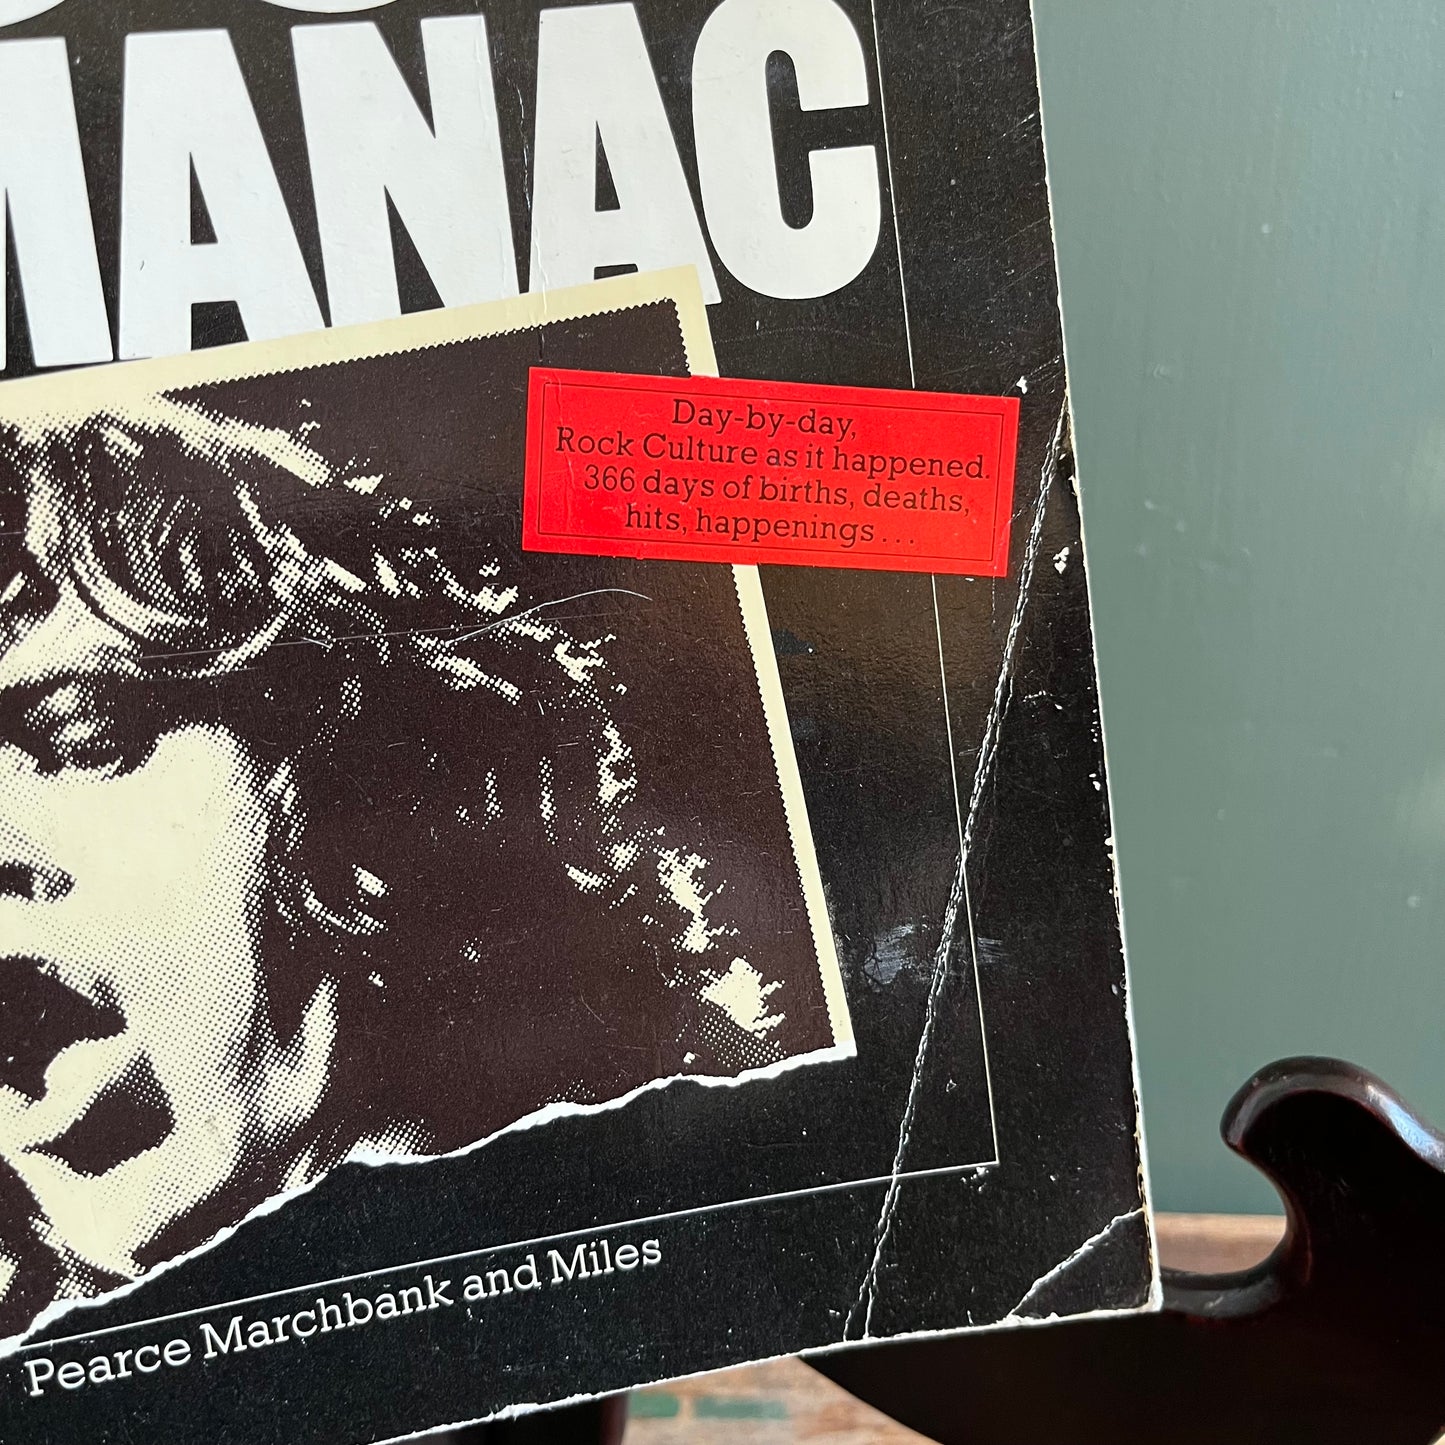 MANAC
Day-by-day,
Rock Culture as it happened.
366 days of births, deaths,
hits, happenings . . .
Pearce Marchbank and Miles